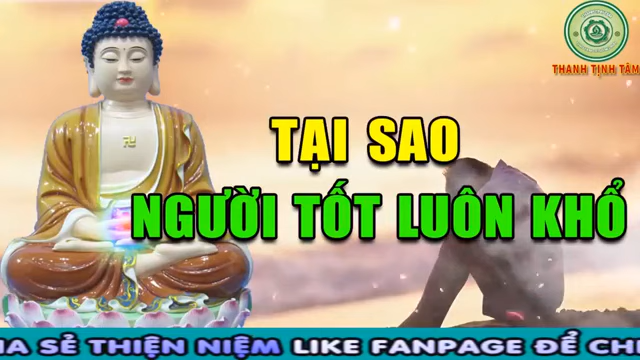 THANH TỊNH TÂM
TẠI SAO
NGƯỜI TỐT LUÔN KHỔ
SẺ THIỆN NIỆM LIKE FANPAGE ĐỂ